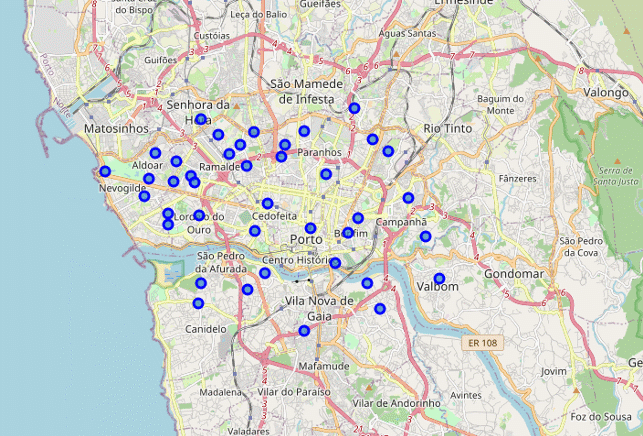 Santa Cruz
do Bispo
Leça do Balio
Gueifães
Ermesinde
Custóias
Águas Santas
Guifões
Porto
São Mamede
de Infesta
Valongo
Senhora da
Hora
Baguim do
Monte
Matosinhos
Rio Tinto
Paranhos
Aldoar
Ramalde
Serra de
Santa Justa
Fânzeres
Nevogilde
Lordelo do
Ouro
Cedofeita
Campanhã
Porto
Bonfim
São Pedro
da Cova
São Pedro
da Afurada
Centro Histórico
Gondomar
Valbom
Vila Nova de
Gaia
Canidelo
ER 108
Mafamude
Jovim
Madalena
Vilar do Paraíso
Avintes
Vilar de Andorinho
Foz do Sousa
Valadares